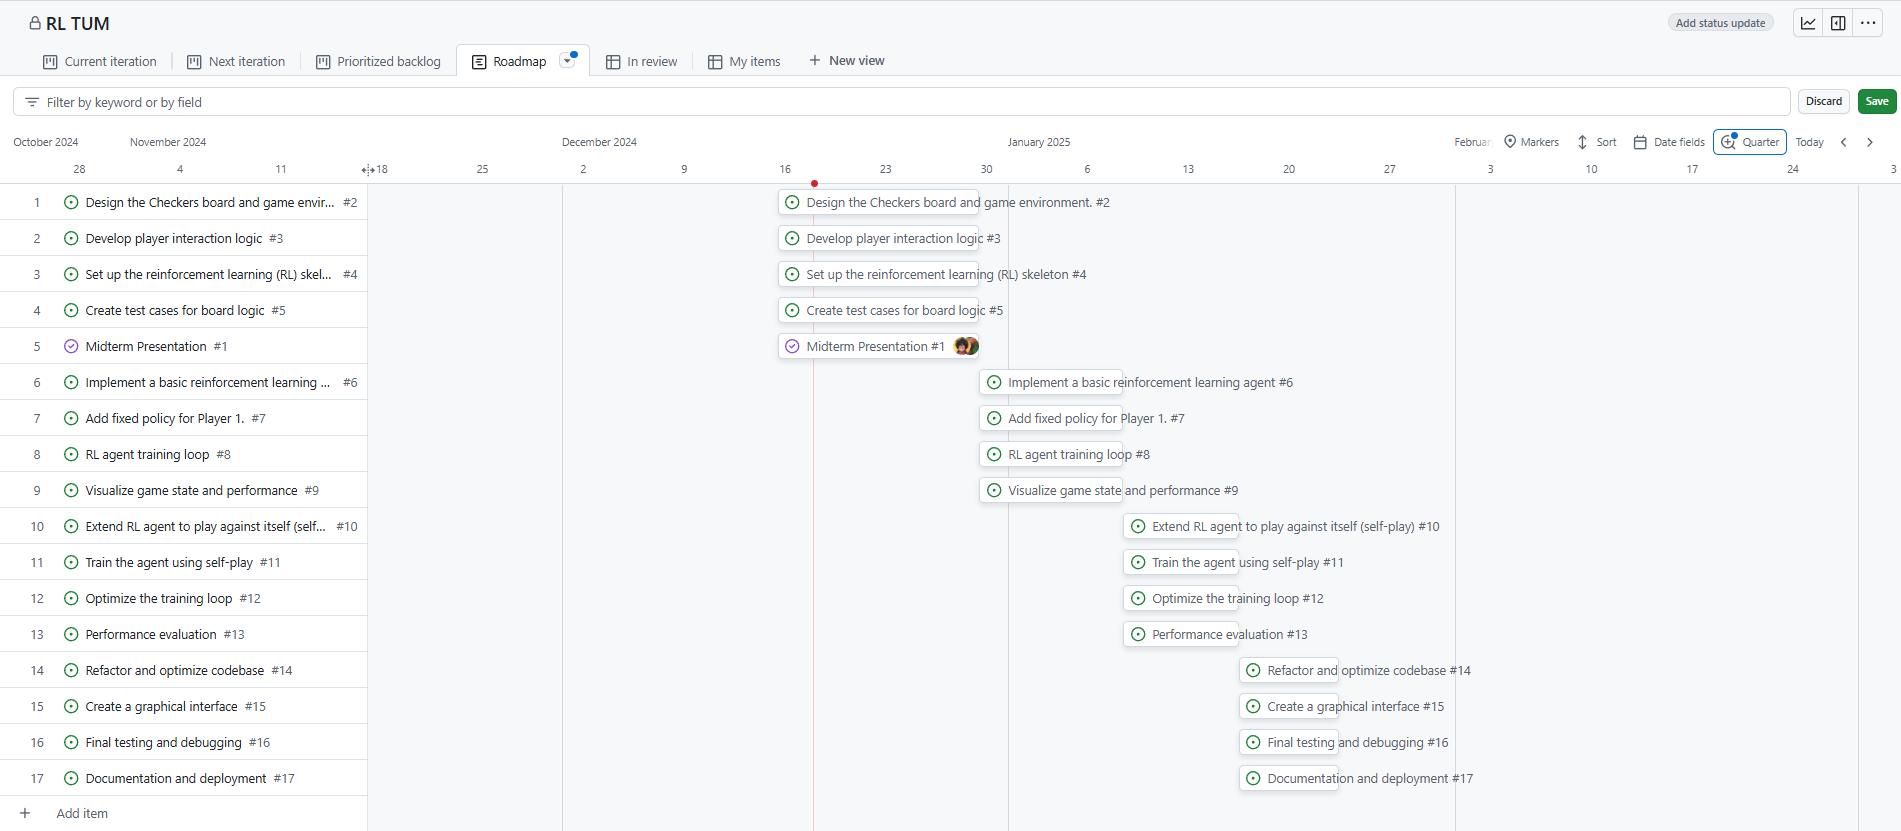 RL TUM
Add status update
Current iteration
Next iteration
Prioritized backlog
Roadmap
In review
My items
New view
Filter by keyword or by field
Discard
Save
October 2024 November 2024 December 2024 January 2025 Februar
Markers
Sort
Date fields
Quarter
Today
28 4 11 18 25 2 9 16 23 30 6 13 20 27 3 10 17 24 3
1 Design the Checkers board and game envir... #2 Design the Checkers board and game environment. #2
2 Develop player interaction logic #3 Develop player interaction logic #3
3 Set up the reinforcement learning (RL) skel... #4 Set up the reinforcement learning (RL) skeleton #4
4 Create test cases for board logic #5 Create test cases for board logic #5
5 Midterm Presentation #1 Midterm Presentation #1
6 Implement a basic reinforcement learning ... #6 Implement a basic reinforcement learning agent #6
7 Add fixed policy for Player 1. #7 Add fixed policy for Player 1. #7
8 RL agent training loop #8 RL agent training loop #8
9 Visualize game state and performance #9 Visualize game state and performance #9
10 Extend RL agent to play against itself (self... #10 Extend RL agent to play against itself (self-play) #10
11 Train the agent using self-play #11 Train the agent using self-play #11
12 Optimize the training loop #12 Optimize the training loop #12
13 Performance evaluation #13 Performance evaluation #13
14 Refactor and optimize codebase #14 Refactor and optimize codebase #14
15 Create a graphical interface #15 Create a graphical interface #15
16 Final testing and debugging #16 Final testing and debugging #16
17 Documentation and deployment #17 Documentation and deployment #17
Add item